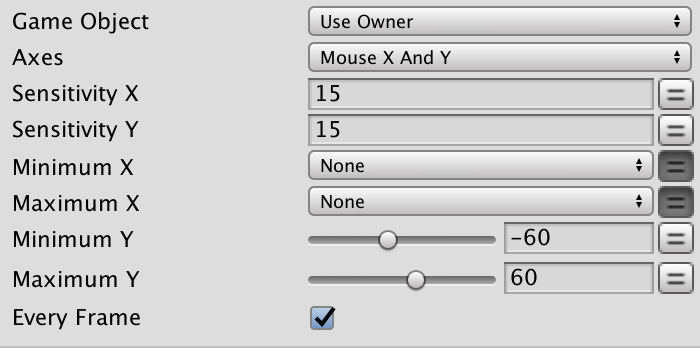 Game Object Use Owner
Axes Mouse X And Y
Sensitivity X 15
Sensitivity Y 15
Minimum X None
Maximum X None
Minimum Y -60
Maximum Y 60
Every Frame